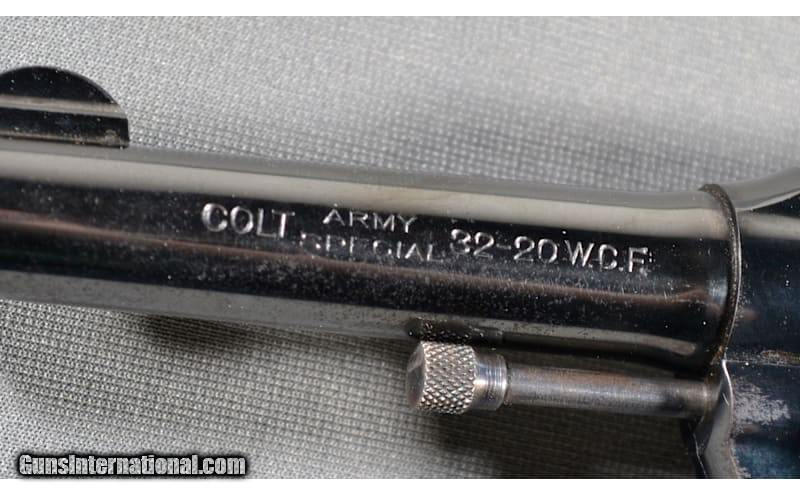 COLT ARMY SPECIAL 32-20 W.C.F.
GunsInternational.com